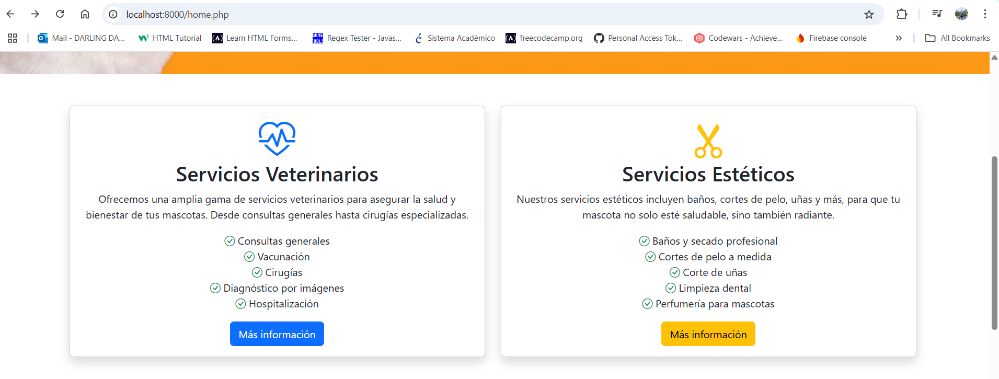 localhost:8000/home.php
Mail - DARLING DA...
HTML Tutorial
Learn HTML Forms...
Regex Tester - Javas...
Sistema Académico
freecodecamp.org
Personal Access Tok...
Codewars - Achieve...
Firebase console
All Bookmarks
Servicios Veterinarios
Ofrecemos una amplia gama de servicios veterinarios para asegurar la salud y
bienestar de tus mascotas. Desde consultas generales hasta cirugías especializadas.
Consultas generales
Vacunación
Cirugías
Diagnóstico por imágenes
Hospitalización
Más información
Servicios Estéticos
Nuestros servicios estéticos incluyen baños, cortes de pelo, uñas y más, para que tu
mascota no solo esté saludable, sino también radiante.
Baños y secado profesional
Cortes de pelo a medida
Corte de uñas
Limpieza dental
Perfumería para mascotas
Más información